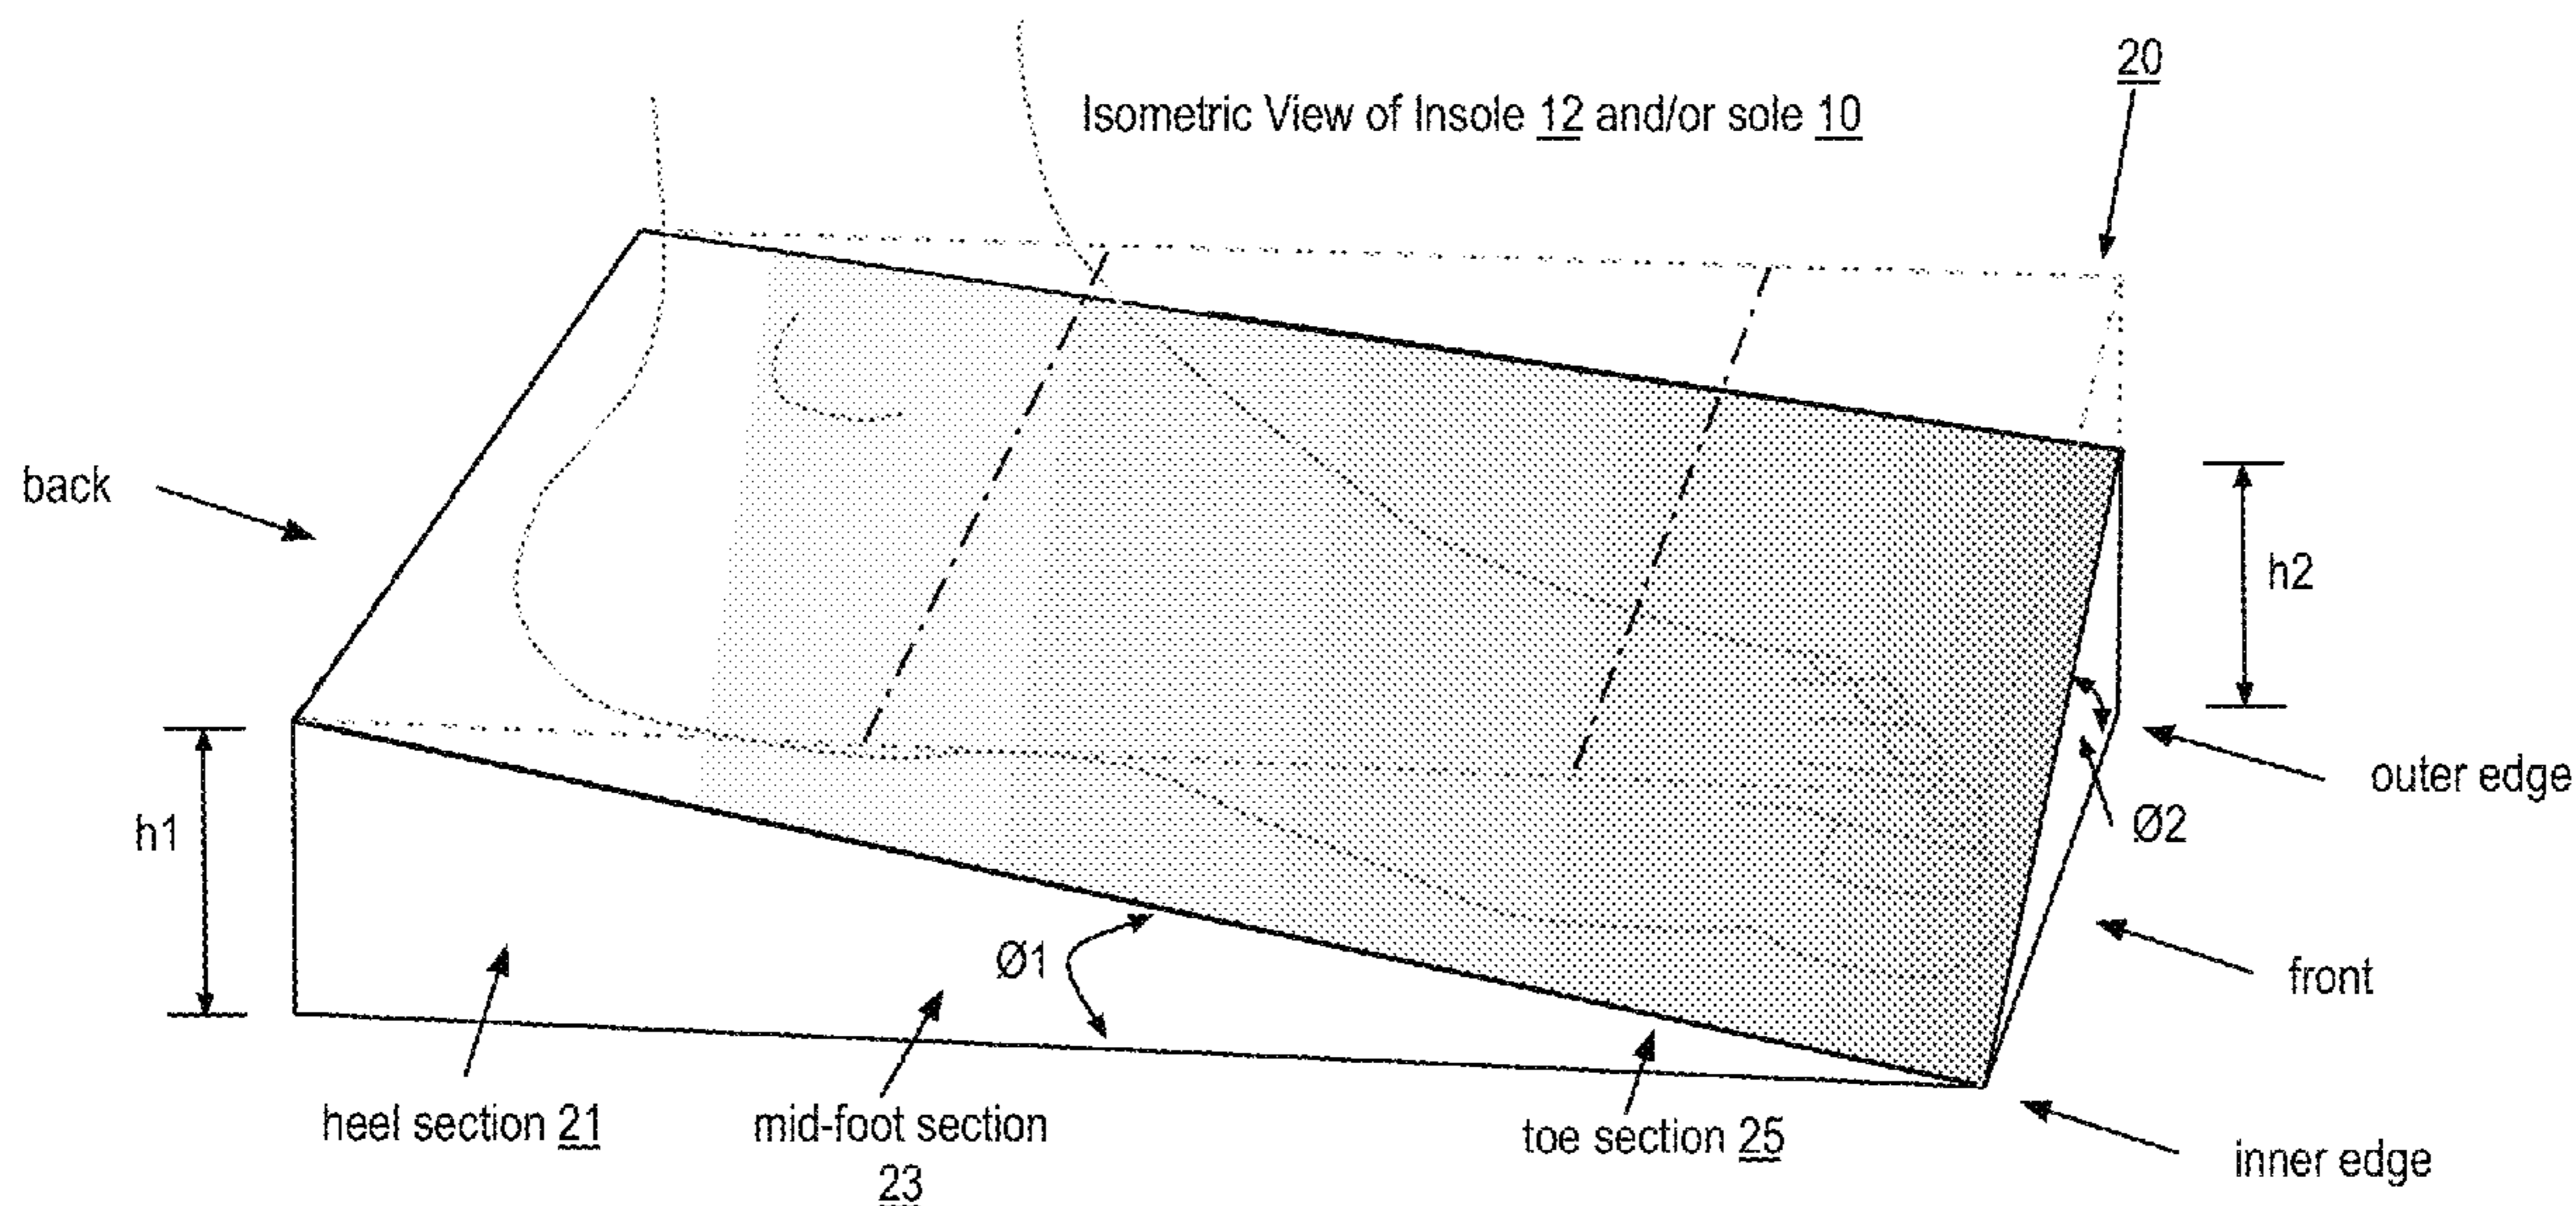 20
Isometric View of Insole 12 and/or sole 10
back
h2
outer edge
h1
Ø2
Ø1
front
heel section 21
mid-foot section
23
toe section 25
inner edge